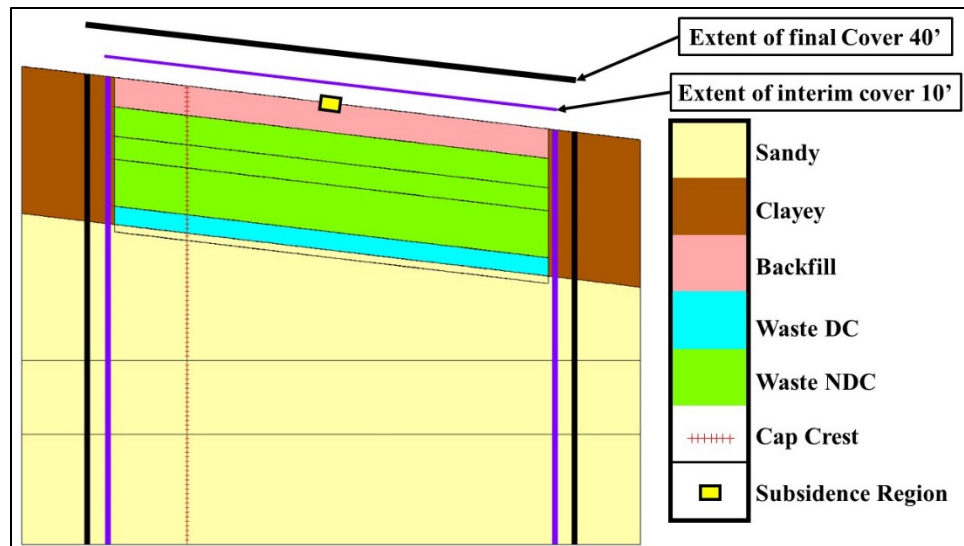 Extent of final Cover 40’
Extent of interim cover 10’
Sandy
Clayey
Backfill
Waste DC
Waste NDC
Cap Crest
Subsidence Region